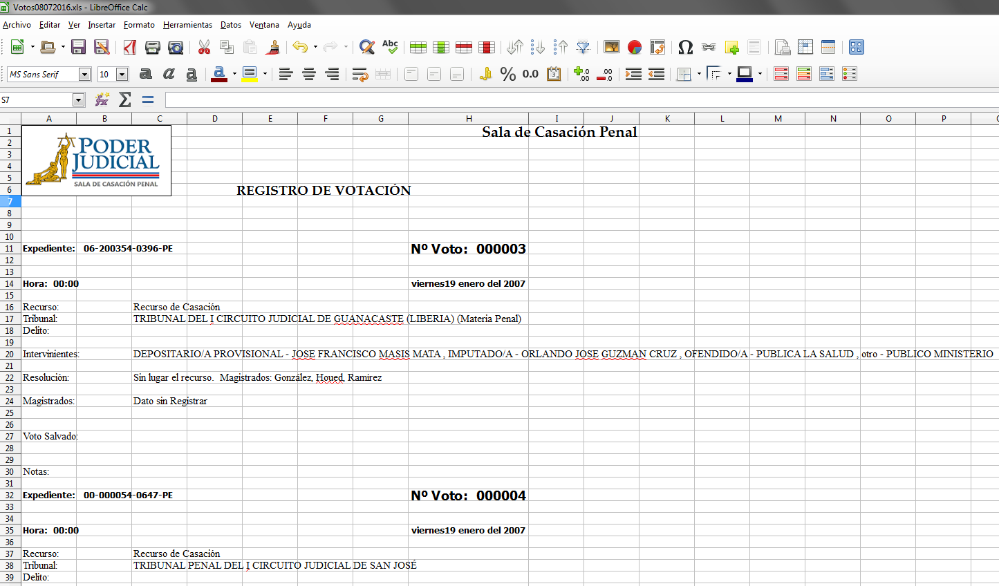 Votos08072016.xls - LibreOffice Calc
Archivo Editar Ver Insertar Formato Herramientas Datos Ventana Ayuda
Abc
MS Sans Serif 10 a a a a % 0.0 3 0.00 .00
S7 fx Σ =
A B C D E F G H I J K L M N O P
1 Sala de Casación Penal
2 PODER
3 JUDICIAL
4
5 SALA DE CASACIÓN PENAL
6 REGISTRO DE VOTACIÓN
7
8
9
10
11 Expediente: 06-200354-0396-PE Nº Voto: 000003
12
13
14 Hora: 00:00 viernes19 enero del 2007
15
16 Recurso: Recurso de Casación
17 Tribunal: TRIBUNAL DEL I CIRCUITO JUDICIAL DE GUANACASTE (LIBERIA) (Materia Penal)
18 Delito:
19
20 Intervinientes: DEPOSITARIO/A PROVISIONAL - JOSE FRANCISCO MASIS MATA , IMPUTADO/A - ORLANDO JOSE GUZMAN CRUZ , OFENDIDO/A - PUBLICA LA SALUD , otro - PUBLICO MINISTERIO
21
22 Resolución: Sin lugar el recurso. Magistrados: González, Houed, Ramirez
23
24 Magistrados: Dato sin Registrar
25
26
27 Voto Salvado:
28
29
30 Notas:
31
32 Expediente: 00-000054-0647-PE Nº Voto: 000004
33
34
35 Hora: 00:00 viernes19 enero del 2007
36
37 Recurso: Recurso de Casación
38 Tribunal: TRIBUNAL PENAL DEL I CIRCUITO JUDICIAL DE SAN JOSÉ
39 Delito: